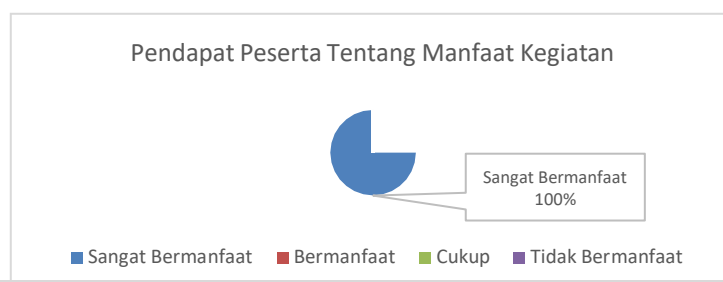 Pendapat Peserta Tentang Manfaat Kegiatan
Sangat Bermanfaat
100%
Sangat Bermanfaat Bermanfaat Cukup Tidak Bermanfaat